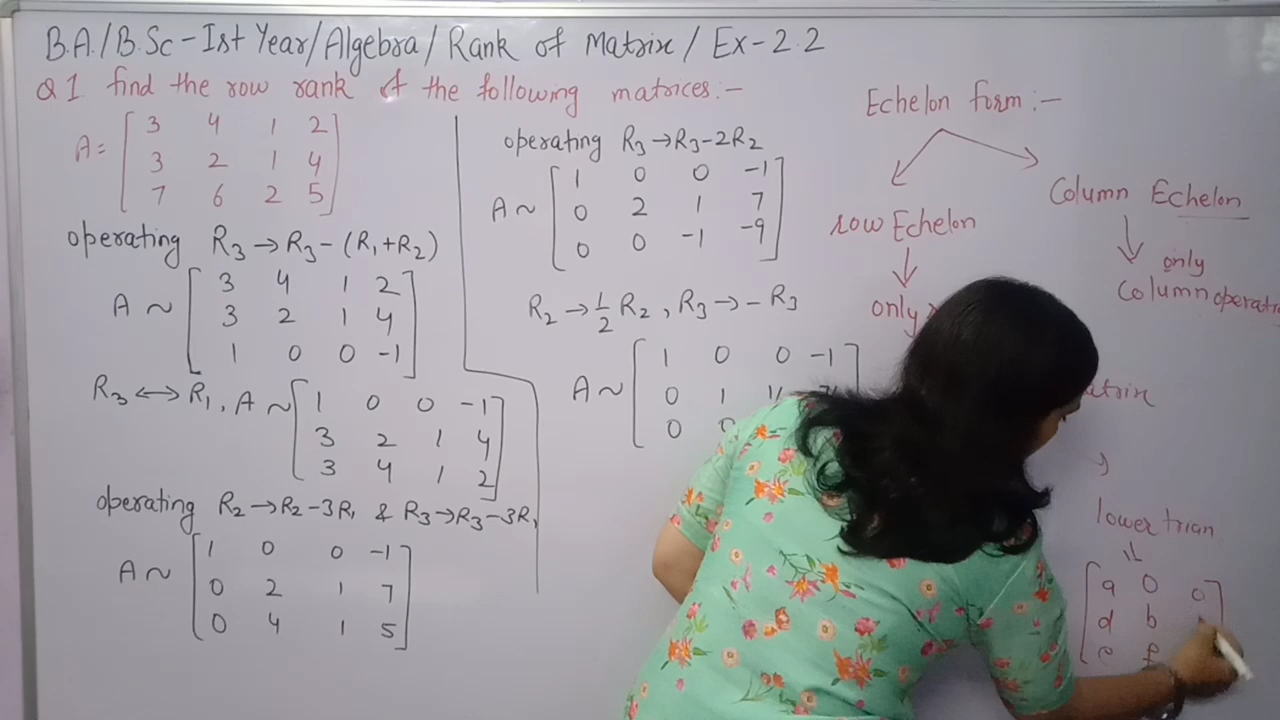 B.A./B.Sc-Ist Year/Algebra/Rank of Matrix/Ex-2.2
Q1 find the row rank of the following matrices:-
A= [3 4 1 2
3 2 1 4
7 6 2 5]
operating R₃→R₃-(R₁+R₂)
A ~ [3 4 1 2
3 2 1 4
1 0 0 -1]
R₃↔R₁, A ~ [1 0 0 -1
3 2 1 4
3 4 1 2]
operating R₂→R₂-3R₁ & R₃→R₃-3R₁
A ~ [1 0 0 -1
0 2 1 7
0 4 1 5]
operating R₃→R₃-2R₂
A ~ [1 0 0 -1
0 2 1 7
0 0 -1 -9]
R₂→½R₂, R₃→-R₃
A ~ [1 0 0 -1
0 1
0
Echelon form:-
row Echelon
only
Column Echelon
only
Column operati
lower trian
[a 0 0]
d b
e f